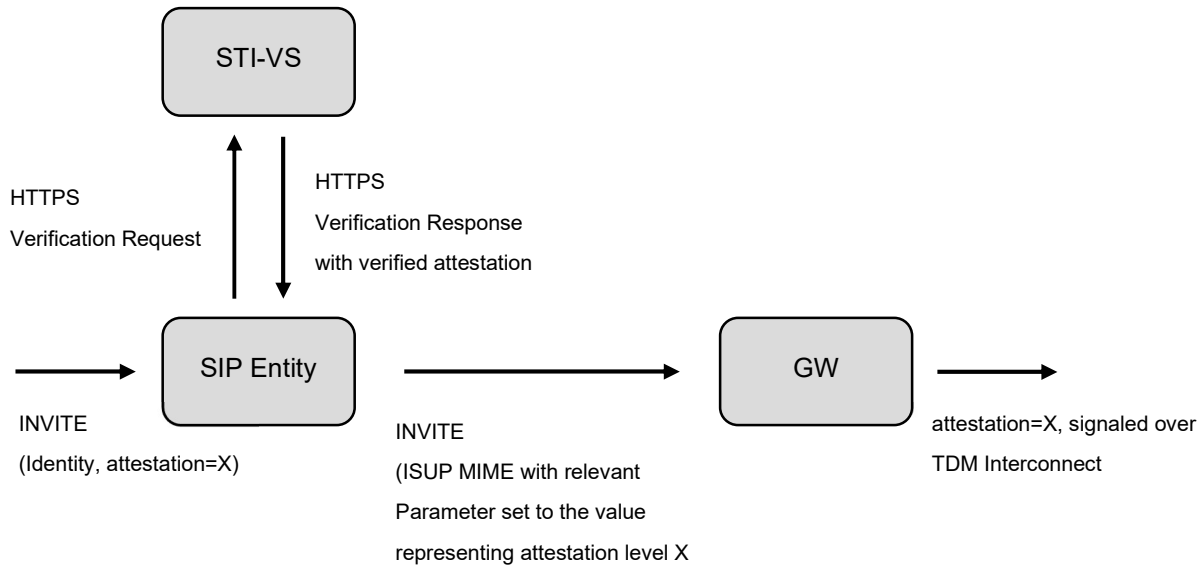 STI-VS
HTTPS
Verification Request
HTTPS
Verification Response
with verified attestation
SIP Entity
GW
INVITE
(Identity, attestation=X)
INVITE
(ISUP MIME with relevant
Parameter set to the value
representing attestation level X
attestation=X, signaled over
TDM Interconnect